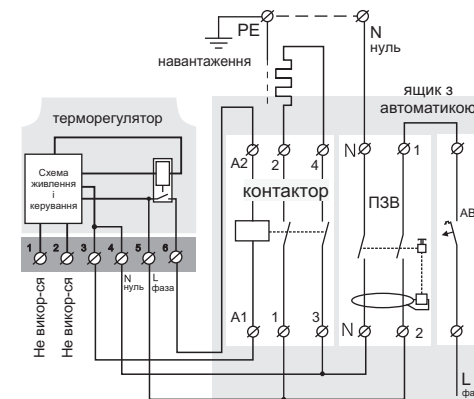 PE
N
нуль
навантаження
ящик з
автоматикою
терморегулятор
Схема
живлення
і
керування
A2
2
4
N
1
контактор
ПЗВ
АВ
1
2
3
4
5
6
N
нуль
L
фаза
Не викор-ся
Не викор-ся
A1
1
3
N
2
L